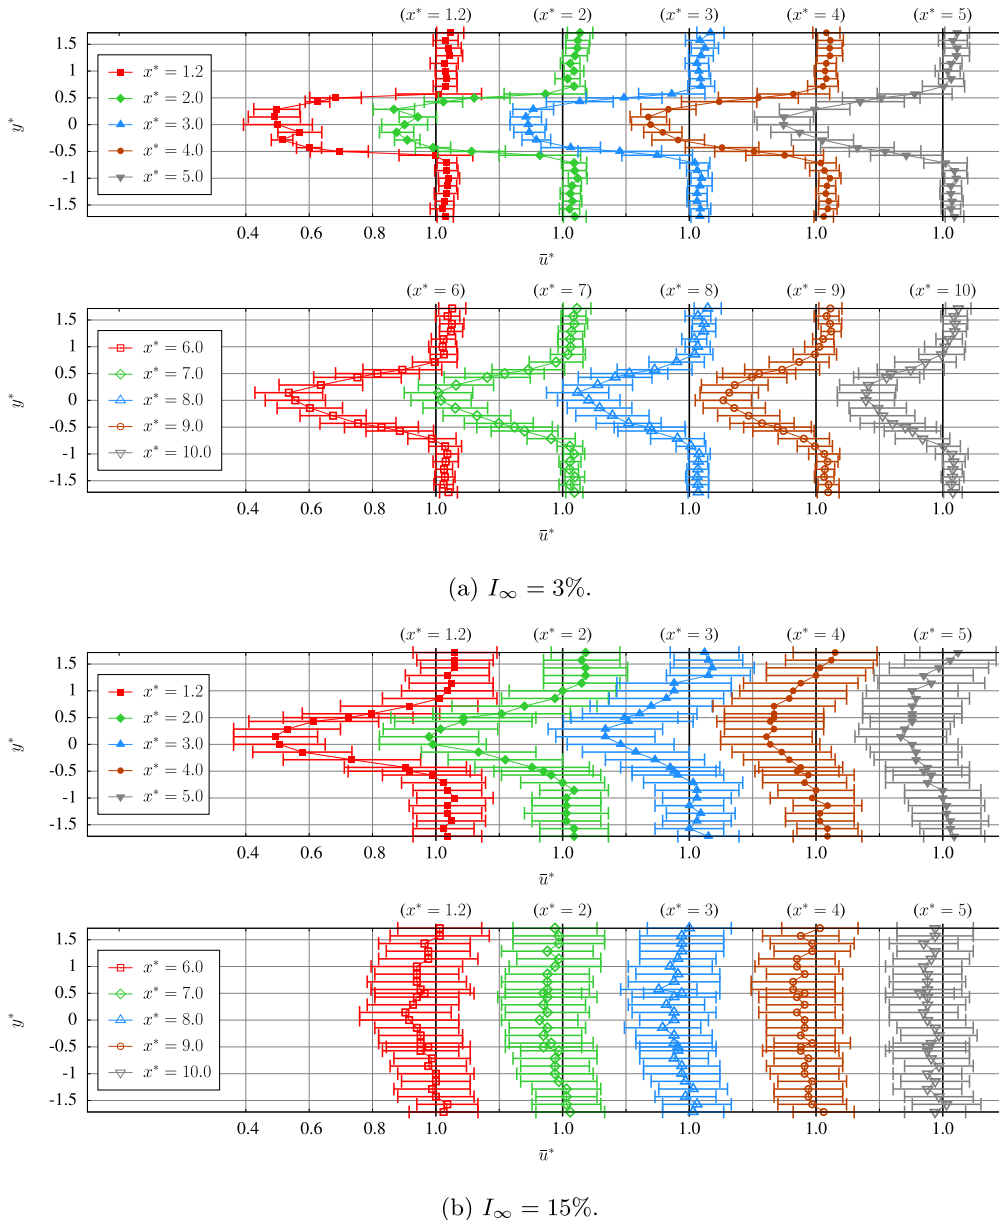 (x* = 1.2) (x* = 2) (x* = 3) (x* = 4) (x* = 5)
1.5
1
0.5
0
-0.5
-1
-1.5
y*
x* = 1.2
x* = 2.0
x* = 3.0
x* = 4.0
x* = 5.0
0.4 0.6 0.8 1.0 1.0 1.0 1.0 1.0
u̅*
(x* = 6) (x* = 7) (x* = 8) (x* = 9) (x* = 10)
1.5
1
0.5
0
-0.5
-1
-1.5
y*
x* = 6.0
x* = 7.0
x* = 8.0
x* = 9.0
x* = 10.0
0.4 0.6 0.8 1.0 1.0 1.0 1.0 1.0
u̅*
(a) I∞ = 3%.
(x* = 1.2) (x* = 2) (x* = 3) (x* = 4) (x* = 5)
1.5
1
0.5
0
-0.5
-1
-1.5
y*
x* = 1.2
x* = 2.0
x* = 3.0
x* = 4.0
x* = 5.0
0.4 0.6 0.8 1.0 1.0 1.0 1.0 1.0
u̅*
(x* = 1.2) (x* = 2) (x* = 3) (x* = 4) (x* = 5)
1.5
1
0.5
0
-0.5
-1
-1.5
y*
x* = 6.0
x* = 7.0
x* = 8.0
x* = 9.0
x* = 10.0
0.4 0.6 0.8 1.0 1.0 1.0 1.0 1.0
u̅*
(b) I∞ = 15%.